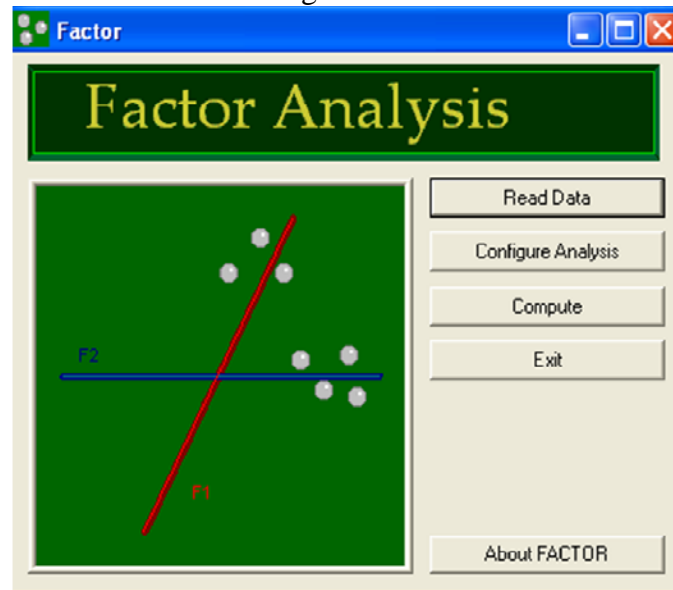 Factor
Factor Analysis
Read Data
Configure Analysis
Compute
Exit
F2
F1
About FACTOR